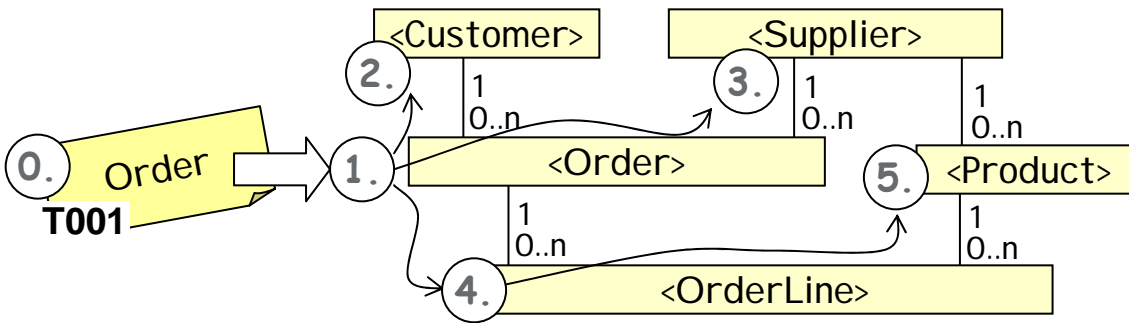 <Customer>
<Supplier>
2.
3.
1
0..n
1
0..n
1
0..n
0.
Order
T001
1.
<Order>
5.
<Product>
1
0..n
1
0..n
4.
<OrderLine>